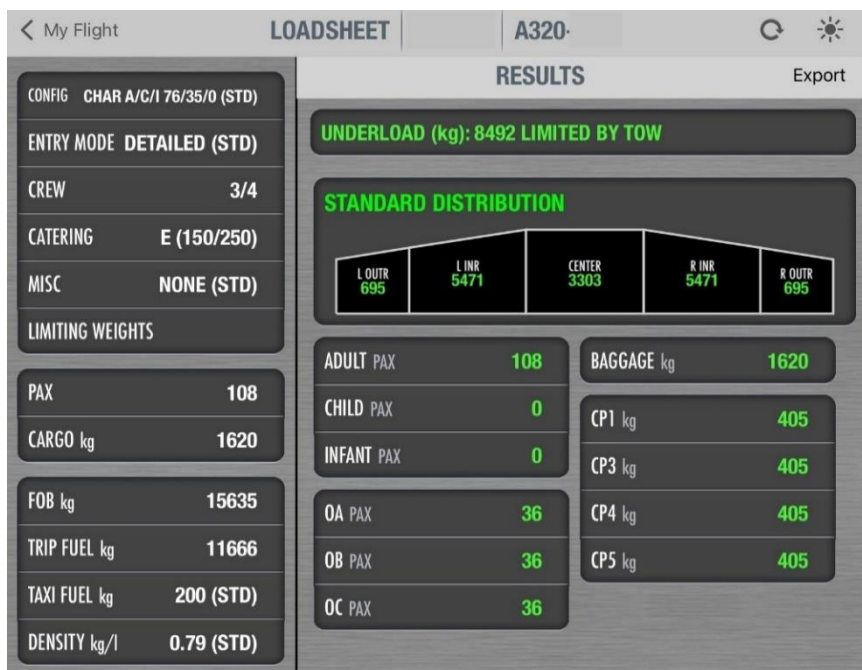 My Flight
LOADSHEET
A320-
RESULTS
Export
CONFIG CHAR A/C/I 76/35/0 (STD)
ENTRY MODE DETAILED (STD)
CREW 3/4
CATERING E (150/250)
MISC NONE (STD)
LIMITING WEIGHTS
PAX 108
CARGO kg 1620
FOB kg 15635
TRIP FUEL kg 11666
TAXI FUEL kg 200 (STD)
DENSITY kg/l 0.79 (STD)
UNDERLOAD (kg): 8492 LIMITED BY TOW
STANDARD DISTRIBUTION
L OUTR
695
L INR
5471
CENTER
3303
R INR
5471
R OUTR
695
ADULT PAX 108
CHILD PAX 0
INFANT PAX 0
OA PAX 36
OB PAX 36
OC PAX 36
BAGGAGE kg 1620
CP1 kg 405
CP3 kg 405
CP4 kg 405
CP5 kg 405